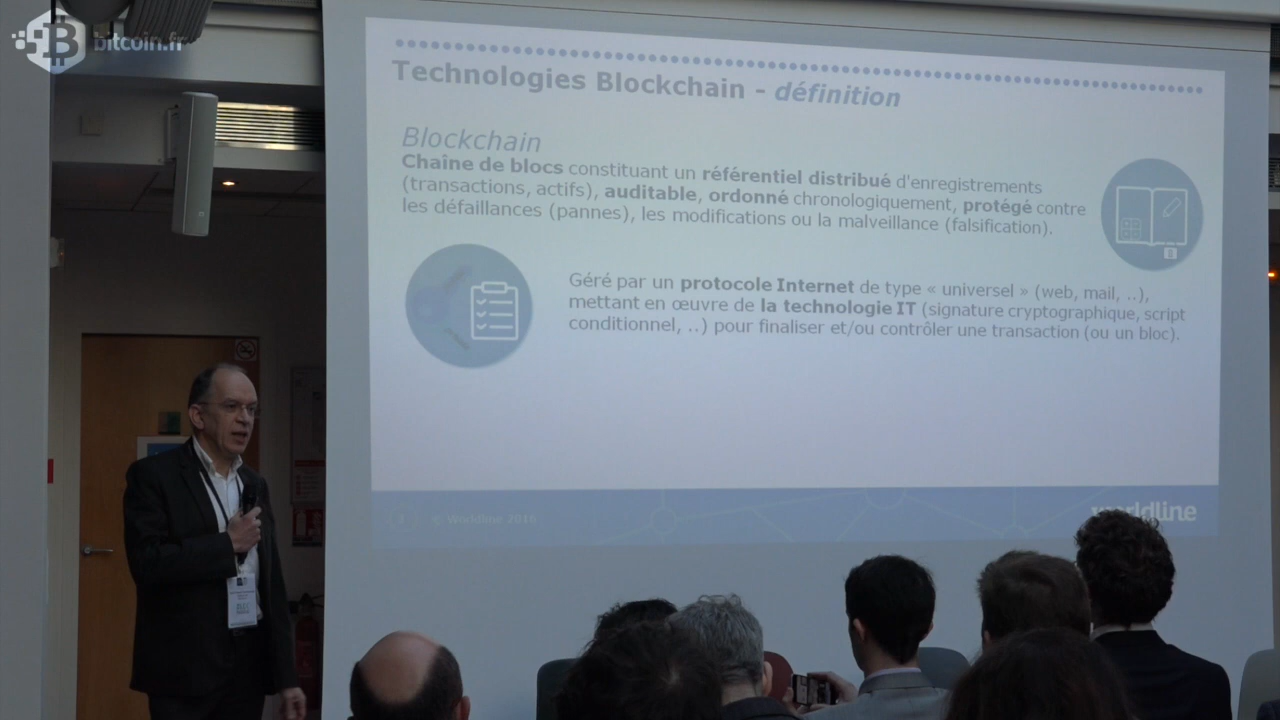 bitcoin.fr
Technologies Blockchain - définition
Blockchain
Chaîne de blocs constituant un référentiel distribué d'enregistrements
(transactions, actifs), auditable, ordonné chronologiquement, protégé contre
les défaillances (pannes), les modifications ou la malveillance (falsification).
Géré par un protocole Internet de type « universel » (web, mail, ..),
mettant en œuvre de la technologie IT (signature cryptographique, script
conditionnel, ..) pour finaliser et/ou contrôler une transaction (ou un bloc).
© Worldline 2016
worldline